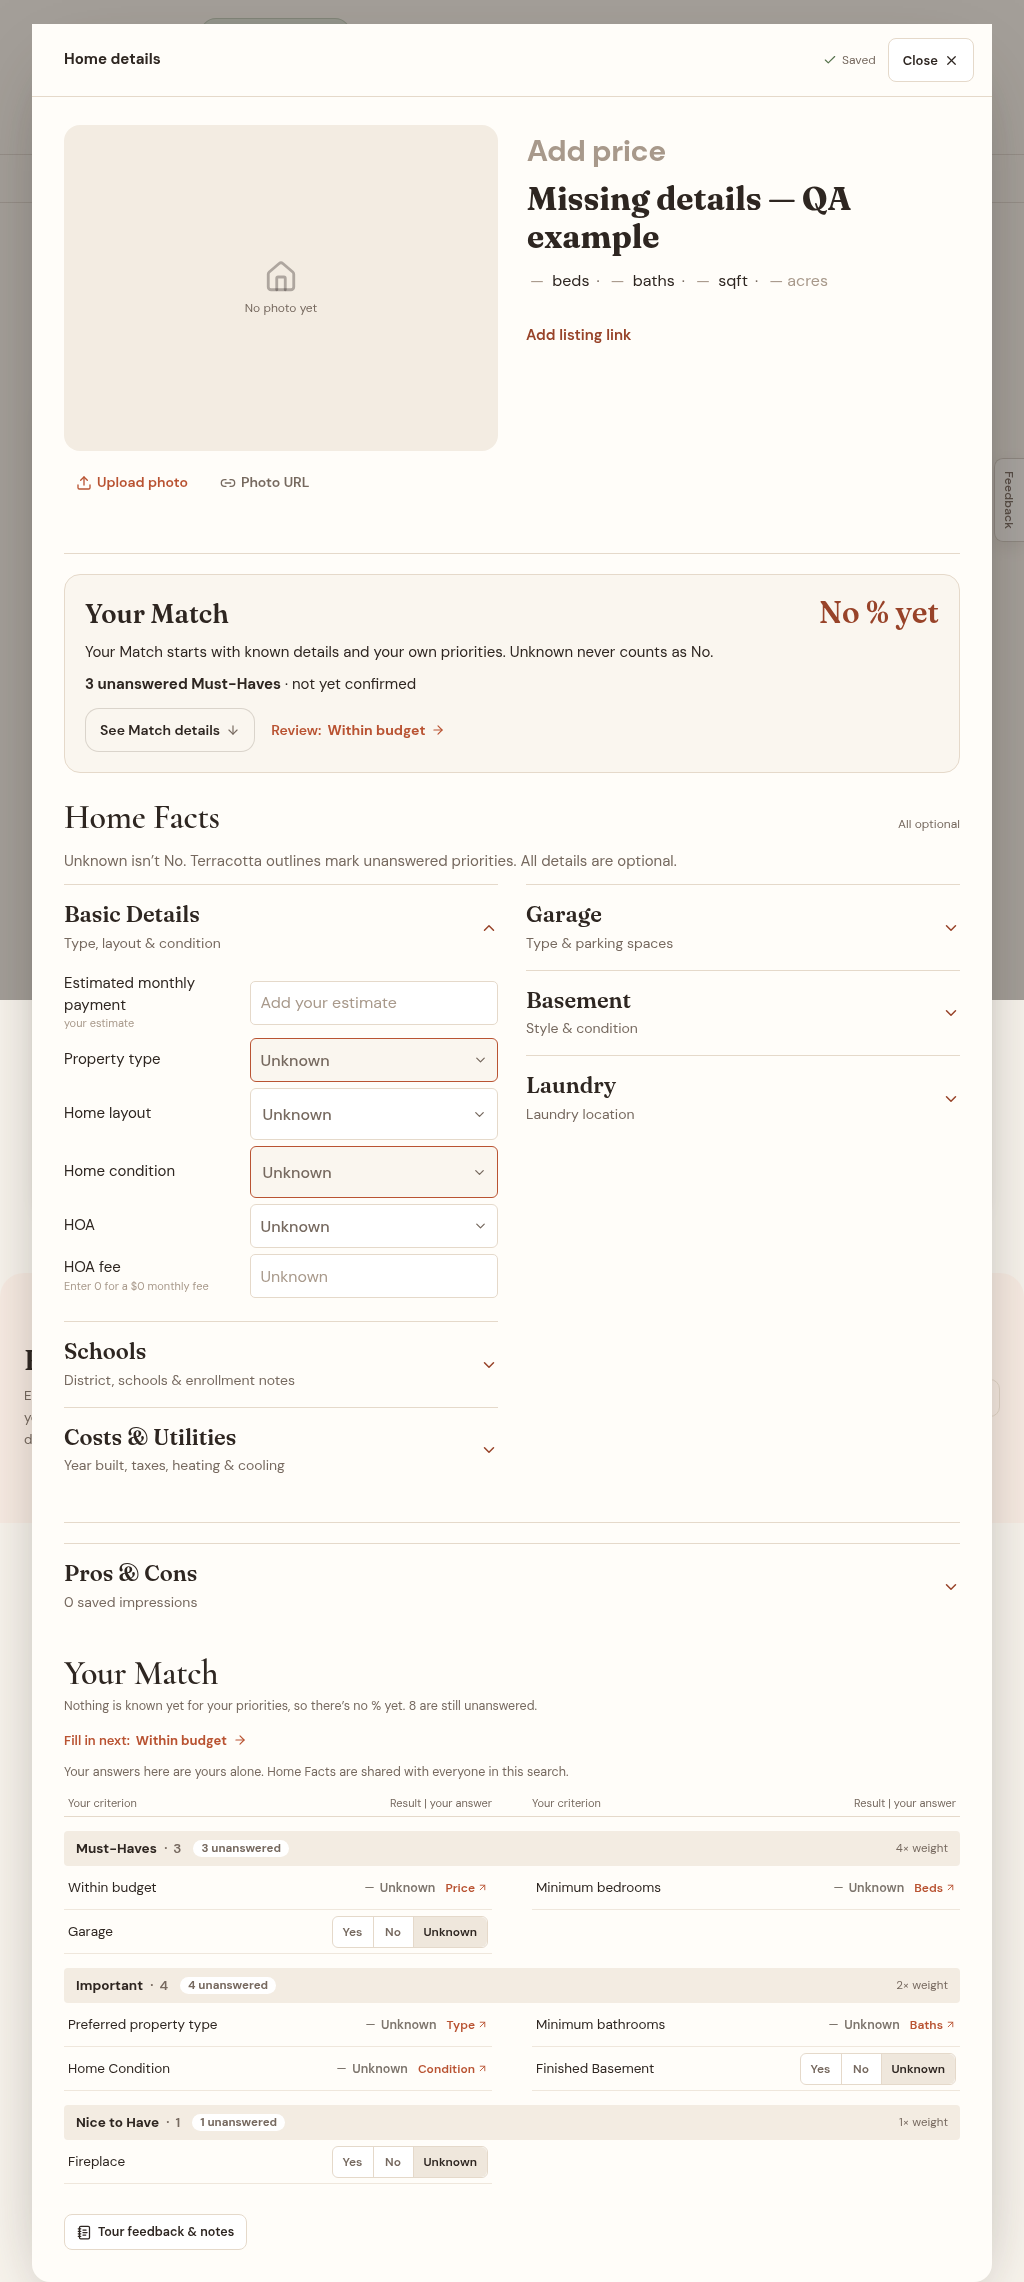 Home details
Saved
Close
No photo yet
Upload photo
Photo URL
Add price
Missing details — QA
example
— beds · — baths · — sqft · — acres
Add listing link
Feedback
Your Match
No % yet
Your Match starts with known details and your own priorities. Unknown never counts as No.
3 unanswered Must-Haves · not yet confirmed
See Match details ↓
Review: Within budget →
Home Facts
All optional
Unknown isn’t No. Terracotta outlines mark unanswered priorities. All details are optional.
Basic Details
Type, layout & condition
Estimated monthly
payment
your estimate
Add your estimate
Property type
Unknown
Home layout
Unknown
Home condition
Unknown
HOA
Unknown
HOA fee
Enter 0 for a $0 monthly fee
Unknown
Schools
District, schools & enrollment notes
Costs & Utilities
Year built, taxes, heating & cooling
Garage
Type & parking spaces
Basement
Style & condition
Laundry
Laundry location
Pros & Cons
0 saved impressions
Your Match
Nothing is known yet for your priorities, so there’s no % yet. 8 are still unanswered.
Fill in next: Within budget →
Your answers here are yours alone. Home Facts are shared with everyone in this search.
Your criterion Result | your answer Your criterion Result | your answer
Must-Haves · 3 3 unanswered 4× weight
Within budget — Unknown Price ↗
Minimum bedrooms — Unknown Beds ↗
Garage Yes No Unknown
Important · 4 4 unanswered 2× weight
Preferred property type — Unknown Type ↗
Minimum bathrooms — Unknown Baths ↗
Home Condition — Unknown Condition ↗
Finished Basement Yes No Unknown
Nice to Have · 1 1 unanswered 1× weight
Fireplace Yes No Unknown
Tour feedback & notes